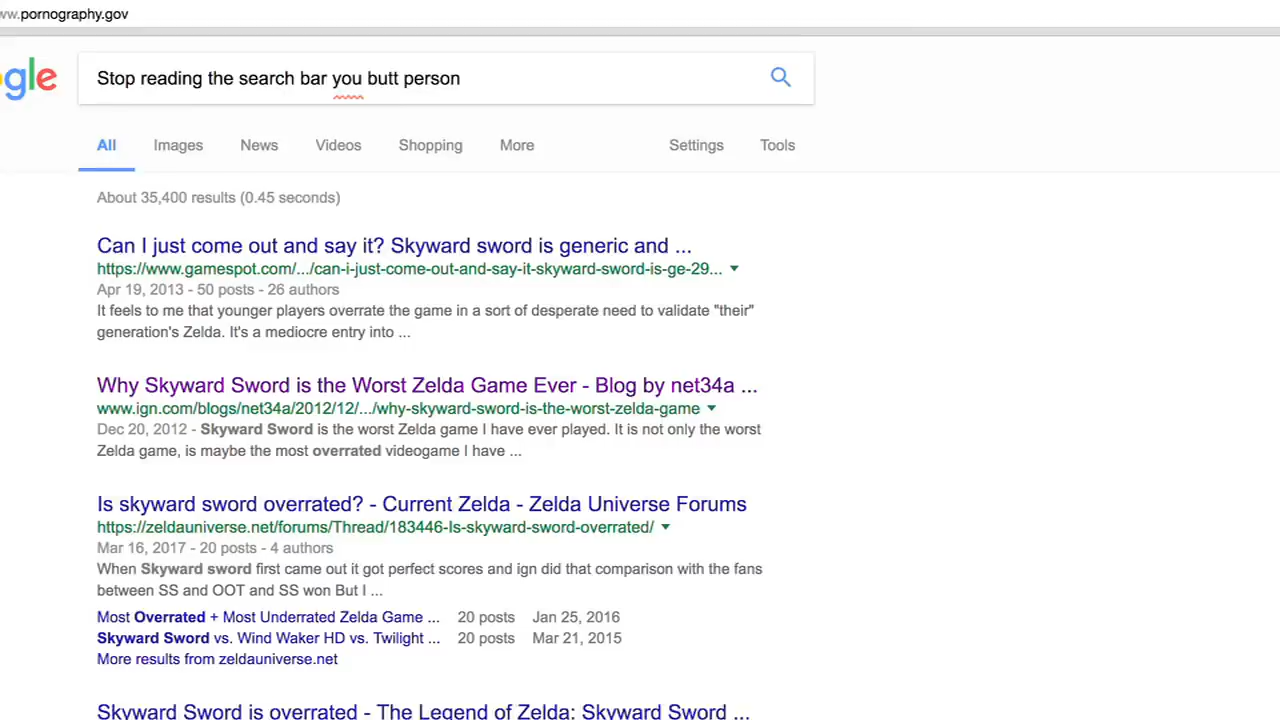 ww.pornography.gov
ogle
Stop reading the search bar you butt person
All Images News Videos Shopping More Settings Tools
About 35,400 results (0.45 seconds)
Can I just come out and say it? Skyward sword is generic and ...
https://www.gamespot.com/.../can-i-just-come-out-and-say-it-skyward-sword-is-ge-29...
Apr 19, 2013 - 50 posts - 26 authors
It feels to me that younger players overrate the game in a sort of desperate need to validate "their"
generation's Zelda. It's a mediocre entry into ...
Why Skyward Sword is the Worst Zelda Game Ever - Blog by net34a ...
www.ign.com/blogs/net34a/2012/12/.../why-skyward-sword-is-the-worst-zelda-game
Dec 20, 2012 - Skyward Sword is the worst Zelda game I have ever played. It is not only the worst
Zelda game, is maybe the most overrated videogame I have ...
Is skyward sword overrated? - Current Zelda - Zelda Universe Forums
https://zeldauniverse.net/forums/Thread/183446-Is-skyward-sword-overrated/
Mar 16, 2017 - 20 posts - 4 authors
When Skyward sword first came out it got perfect scores and ign did that comparison with the fans
between SS and OOT and SS won But I ...
Most Overrated + Most Underrated Zelda Game ... 20 posts Jan 25, 2016
Skyward Sword vs. Wind Waker HD vs. Twilight ... 20 posts Mar 21, 2015
More results from zeldauniverse.net
Skyward Sword is overrated - The Legend of Zelda: Skyward Sword ...